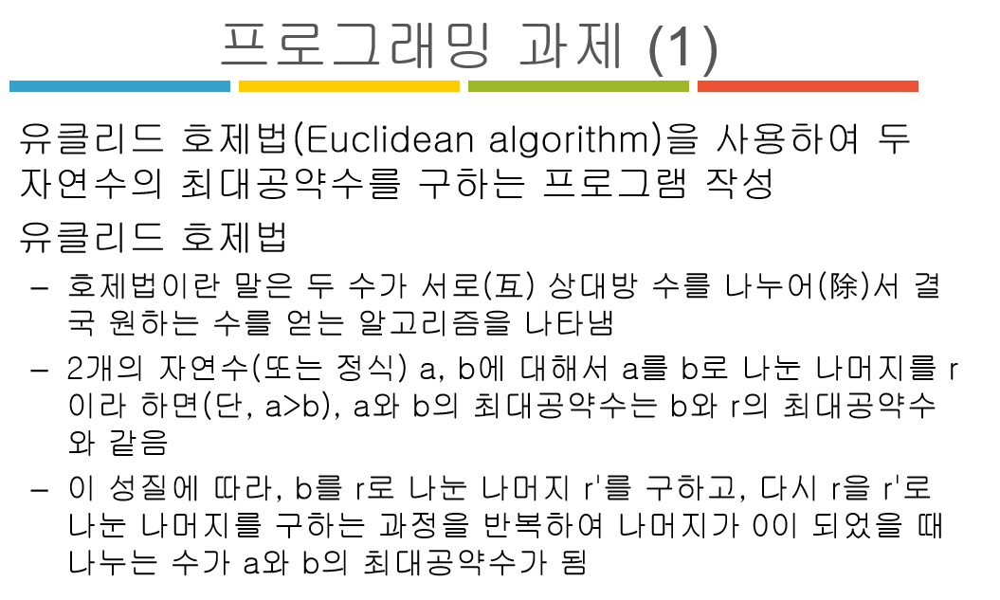 프로그래밍 과제 (1)
유클리드 호제법(Euclidean algorithm)을 사용하여 두
자연수의 최대공약수를 구하는 프로그램 작성
유클리드 호제법
– 호제법이란 말은 두 수가 서로(互) 상대방 수를 나누어(除)서 결
국 원하는 수를 얻는 알고리즘을 나타냄
– 2개의 자연수(또는 정식) a, b에 대해서 a를 b로 나눈 나머지를 r
이라 하면(단, a>b), a와 b의 최대공약수는 b와 r의 최대공약수
와 같음
– 이 성질에 따라, b를 r로 나눈 나머지 r'를 구하고, 다시 r을 r'로
나눈 나머지를 구하는 과정을 반복하여 나머지가 0이 되었을 때
나누는 수가 a와 b의 최대공약수가 됨